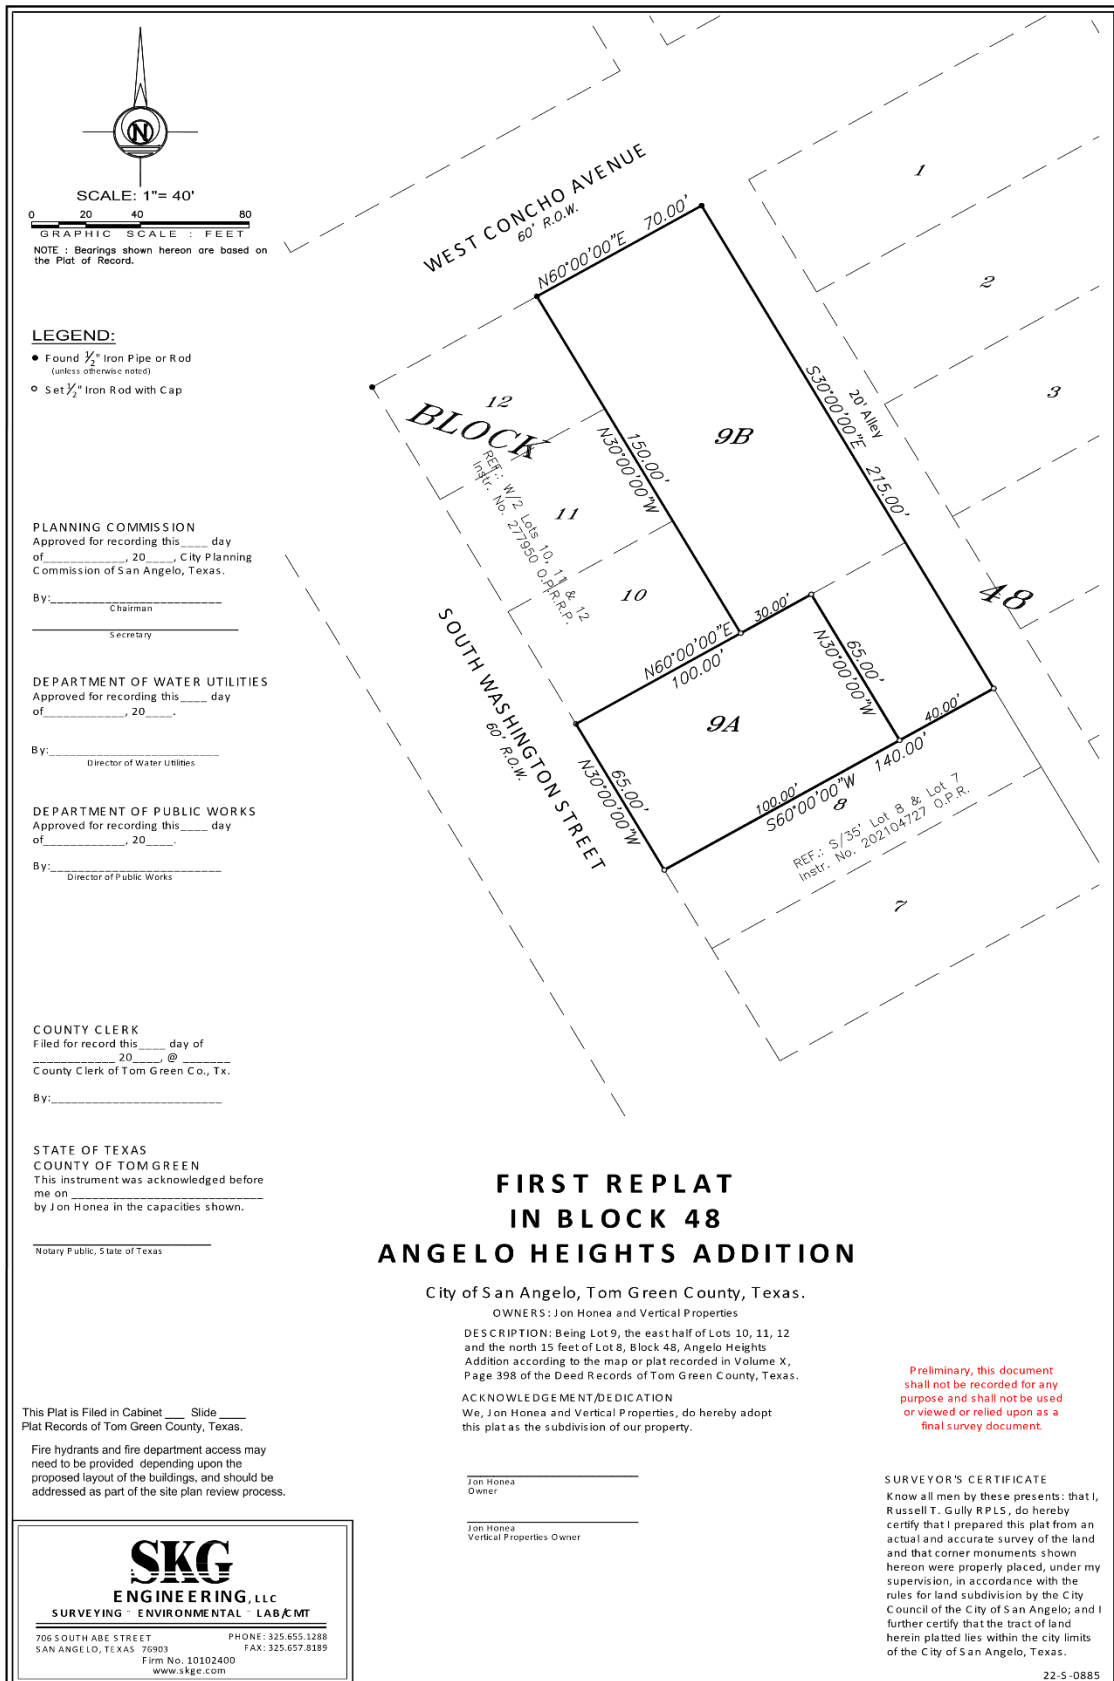 N
SCALE: 1"= 40'
0 20 40 80
GRAPHIC SCALE : FEET
NOTE : Bearings shown hereon are based on
the Plat of Record.
LEGEND:
Found 1/2" Iron Pipe or Rod
(unless otherwise noted)
Set 1/2" Iron Rod with Cap
PLANNING COMMISSION
Approved for recording this____ day
of____________, 20____, City Planning
Commission of San Angelo, Texas.
By:_________________________
Chairman
Secretary
DEPARTMENT OF WATER UTILITIES
Approved for recording this____ day
of____________, 20____.
By:_________________________
Director of Water Utilities
DEPARTMENT OF PUBLIC WORKS
Approved for recording this____ day
of____________, 20____.
By:_________________________
Director of Public Works
COUNTY CLERK
Filed for record this____ day of
____________ 20____, @ _______
County Clerk of Tom Green Co., Tx.
By:_________________________
STATE OF TEXAS
COUNTY OF TOM GREEN
This instrument was acknowledged before
me on ____________________________
by Jon Honea in the capacities shown.
Notary Public, State of Texas
This Plat is Filed in Cabinet ___ Slide ____
Plat Records of Tom Green County, Texas.
Fire hydrants and fire department access may
need to be provided depending upon the
proposed layout of the buildings, and should be
addressed as part of the site plan review process.
SKG
ENGINEERING, LLC
SURVEYING - ENVIRONMENTAL - LAB/CMT
706 SOUTH ABE STREET
SAN ANGELO, TEXAS 76903
PHONE: 325.655.1288
FAX: 325.657.8189
Firm No. 10102400
www.skge.com
WEST CONCHO AVENUE
60' R.O.W.
N60°00'00"E 70.00'
1
2
3
S30°00'00"E 215.00'
20' Alley
12
BLOCK
48
9B
150.00'
N30°00'00"W
REF.: W/2 Lots 10, 11 & 12
Instr. No. 277950 O.P.R.R.P.
11
10
SOUTH WASHINGTON STREET
60' R.O.W.
N60°00'00"E
100.00'
30.00'
65.00'
N30°00'00"W
9A
65.00'
N30°00'00"W
40.00'
140.00'
100.00'
S60°00'00"W
8
REF.: S/35' Lot 8 & Lot 7
Instr. No. 202104727 O.P.R.
7
FIRST REPLAT
IN BLOCK 48
ANGELO HEIGHTS ADDITION
City of San Angelo, Tom Green County, Texas.
OWNERS: Jon Honea and Vertical Properties
DESCRIPTION: Being Lot 9, the east half of Lots 10, 11, 12
and the north 15 feet of Lot 8, Block 48, Angelo Heights
Addition according to the map or plat recorded in Volume X,
Page 398 of the Deed Records of Tom Green County, Texas.
ACKNOWLEDGEMENT/DEDICATION
We, Jon Honea and Vertical Properties, do hereby adopt
this plat as the subdivision of our property.
Jon Honea
Owner
Jon Honea
Vertical Properties Owner
Preliminary, this document
shall not be recorded for any
purpose and shall not be used
or viewed or relied upon as a
final survey document.
SURVEYOR'S CERTIFICATE
Know all men by these presents: that I,
Russell T. Gully RPLS, do hereby
certify that I prepared this plat from an
actual and accurate survey of the land
and that corner monuments shown
hereon were properly placed, under my
supervision, in accordance with the
rules for land subdivision by the City
Council of the City of San Angelo; and I
further certify that the tract of land
herein platted lies within the city limits
of the City of San Angelo, Texas.
22-S-0885